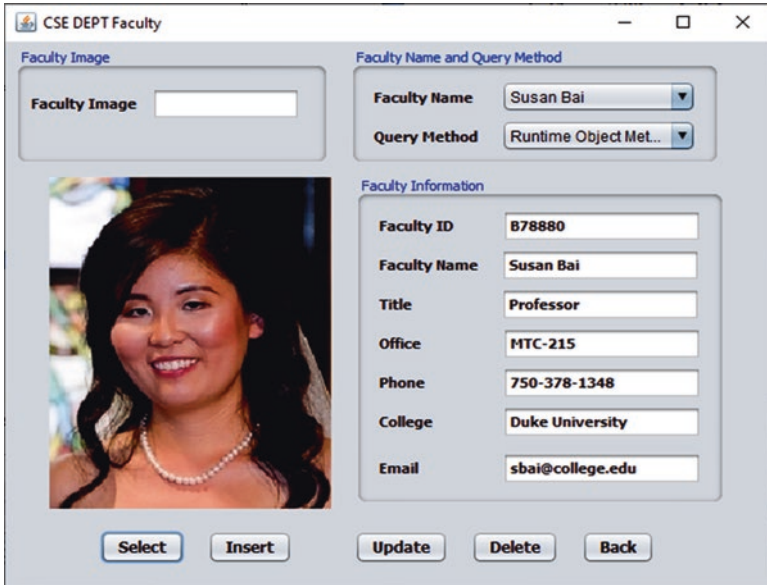 CSE DEPT Faculty
Faculty Image
Faculty Image
Faculty Name and Query Method
Faculty Name Susan Bai
Query Method Runtime Object Met...
Faculty Information
Faculty ID B78880
Faculty Name Susan Bai
Title Professor
Office MTC-215
Phone 750-378-1348
College Duke University
Email sbai@college.edu
Select Insert Update Delete Back